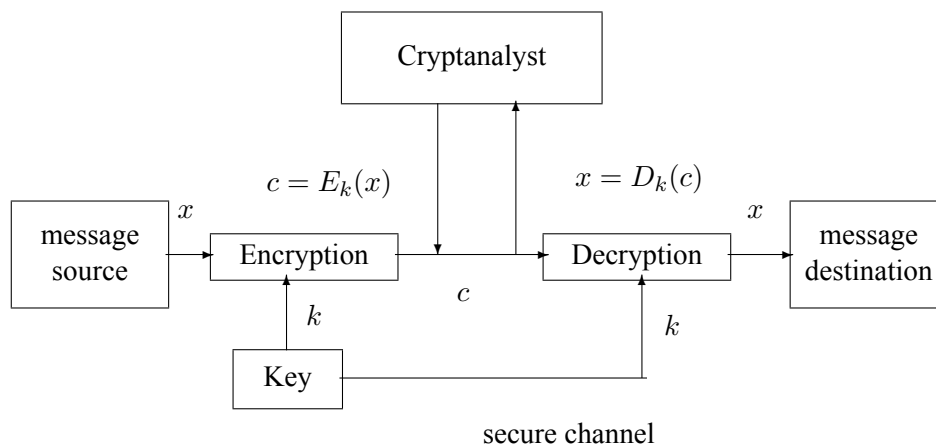 Cryptanalyst
c = E_k(x)
x = D_k(c)
x
x
message
source
Encryption
Decryption
message
destination
c
k
k
Key
secure channel